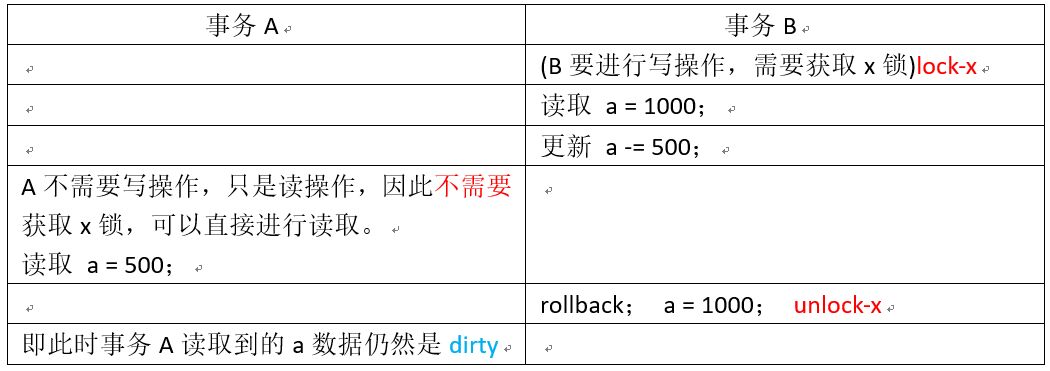 事务 A
事务 B
(B 要进行写操作，需要获取 x 锁)lock-x
读取 a = 1000；
更新 a -= 500；
A 不需要写操作，只是读操作，因此不需要
获取 x 锁，可以直接进行读取。
读取 a = 500；
rollback； a = 1000； unlock-x
即此时事务 A 读取到的 a 数据仍然是 dirty